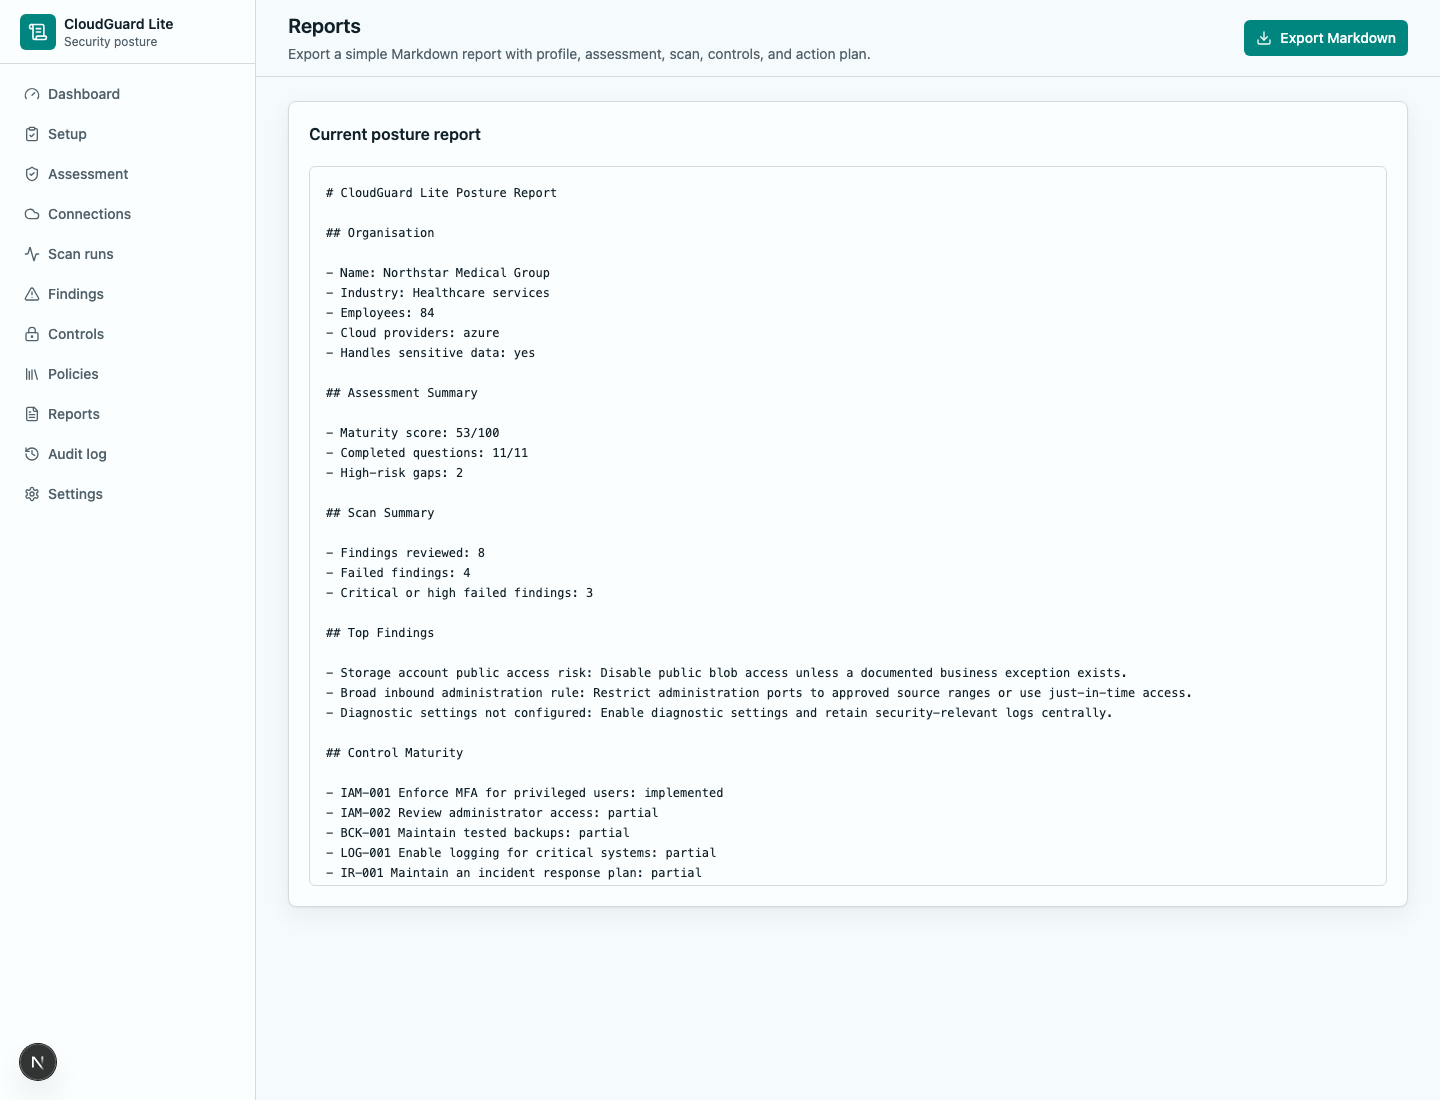 CloudGuard Lite
Security posture
Dashboard
Setup
Assessment
Connections
Scan runs
Findings
Controls
Policies
Reports
Audit log
Settings
N
Reports
Export a simple Markdown report with profile, assessment, scan, controls, and action plan.
Export Markdown
Current posture report
# CloudGuard Lite Posture Report
## Organisation
- Name: Northstar Medical Group
- Industry: Healthcare services
- Employees: 84
- Cloud providers: azure
- Handles sensitive data: yes
## Assessment Summary
- Maturity score: 53/100
- Completed questions: 11/11
- High-risk gaps: 2
## Scan Summary
- Findings reviewed: 8
- Failed findings: 4
- Critical or high failed findings: 3
## Top Findings
- Storage account public access risk: Disable public blob access unless a documented business exception exists.
- Broad inbound administration rule: Restrict administration ports to approved source ranges or use just-in-time access.
- Diagnostic settings not configured: Enable diagnostic settings and retain security-relevant logs centrally.
## Control Maturity
- IAM-001 Enforce MFA for privileged users: implemented
- IAM-002 Review administrator access: partial
- BCK-001 Maintain tested backups: partial
- LOG-001 Enable logging for critical systems: partial
- IR-001 Maintain an incident response plan: partial